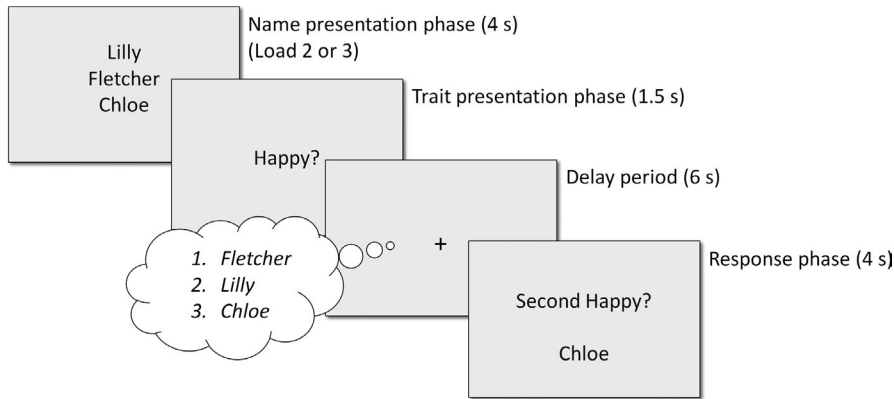 Lilly
Fletcher
Chloe
Name presentation phase (4 s)
(Load 2 or 3)
Happy?
Trait presentation phase (1.5 s)
1. Fletcher
2. Lilly
3. Chloe
+
Delay period (6 s)
Second Happy?
Chloe
Response phase (4 s)